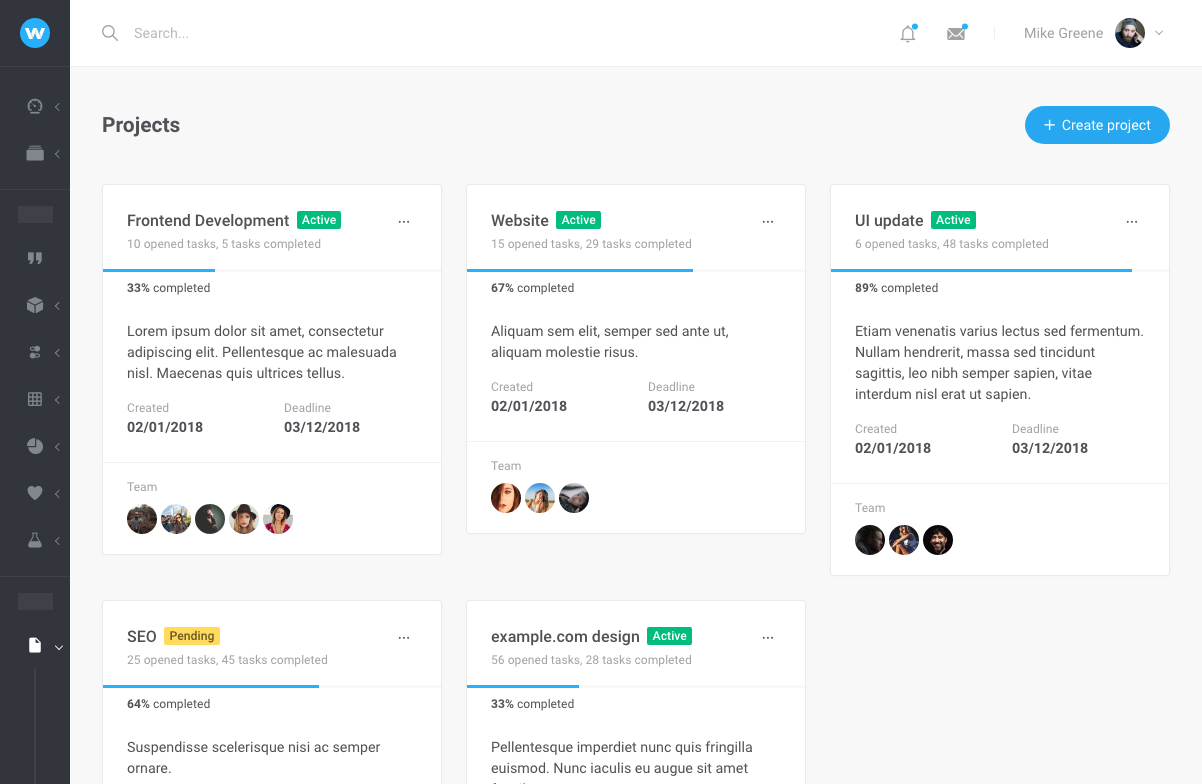 W
Search...
Mike Greene
Projects
+ Create project
Frontend Development Active
10 opened tasks, 5 tasks completed
33% completed
Lorem ipsum dolor sit amet, consectetur
adipiscing elit. Pellentesque ac malesuada
nisl. Maecenas quis ultrices tellus.
Created Deadline
02/01/2018 03/12/2018
Team
Website Active
15 opened tasks, 29 tasks completed
67% completed
Aliquam sem elit, semper sed ante ut,
aliquam molestie risus.
Created Deadline
02/01/2018 03/12/2018
Team
UI update Active
6 opened tasks, 48 tasks completed
89% completed
Etiam venenatis varius lectus sed fermentum.
Nullam hendrerit, massa sed tincidunt
sagittis, leo nibh semper sapien, vitae
interdum nisl erat ut sapien.
Created Deadline
02/01/2018 03/12/2018
Team
SEO Pending
25 opened tasks, 45 tasks completed
64% completed
Suspendisse scelerisque nisi ac semper
ornare.
example.com design Active
56 opened tasks, 28 tasks completed
33% completed
Pellentesque imperdiet nunc quis fringilla
euismod. Nunc iaculis eu augue sit amet